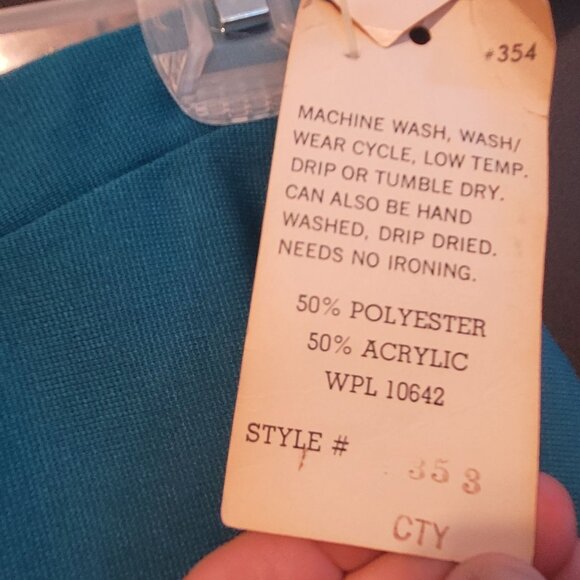 #354
MACHINE WASH, WASH/
WEAR CYCLE, LOW TEMP.
DRIP OR TUMBLE DRY.
CAN ALSO BE HAND
WASHED, DRIP DRIED.
NEEDS NO IRONING.
50% POLYESTER
50% ACRYLIC
WPL 10642
STYLE #
353
CTY